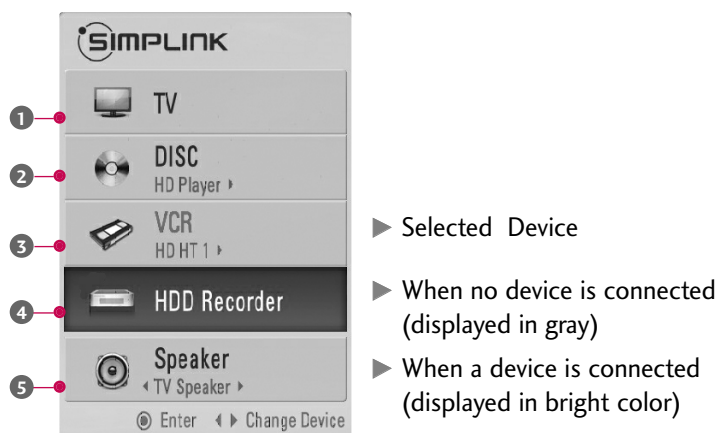 SIMPLINK
1
TV
2
DISC
HD Player
3
VCR
HD HT 1
4
HDD Recorder
5
Speaker
TV Speaker
Enter Change Device
Selected Device
When no device is connected
(displayed in gray)
When a device is connected
(displayed in bright color)